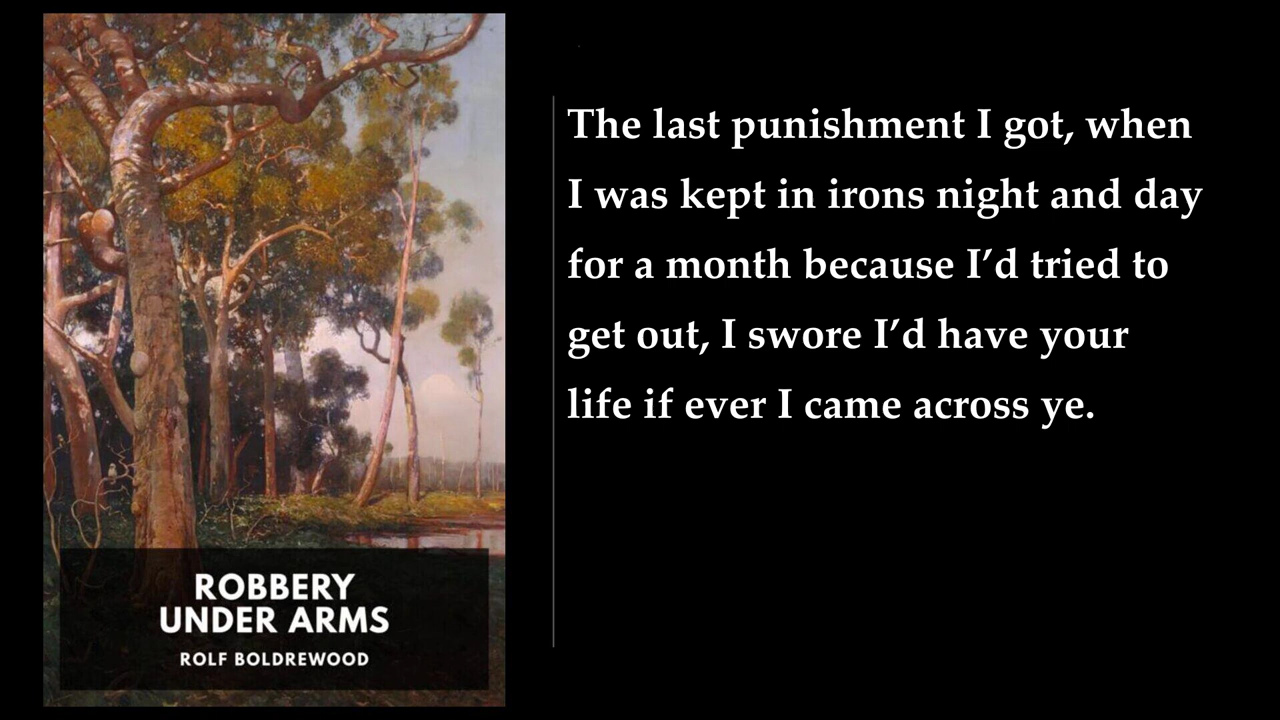 The last punishment I got, when
I was kept in irons night and day
for a month because I’d tried to
get out, I swore I’d have your
life if ever I came across ye.
ROBBERY
UNDER ARMS
ROLF BOLDREWOOD